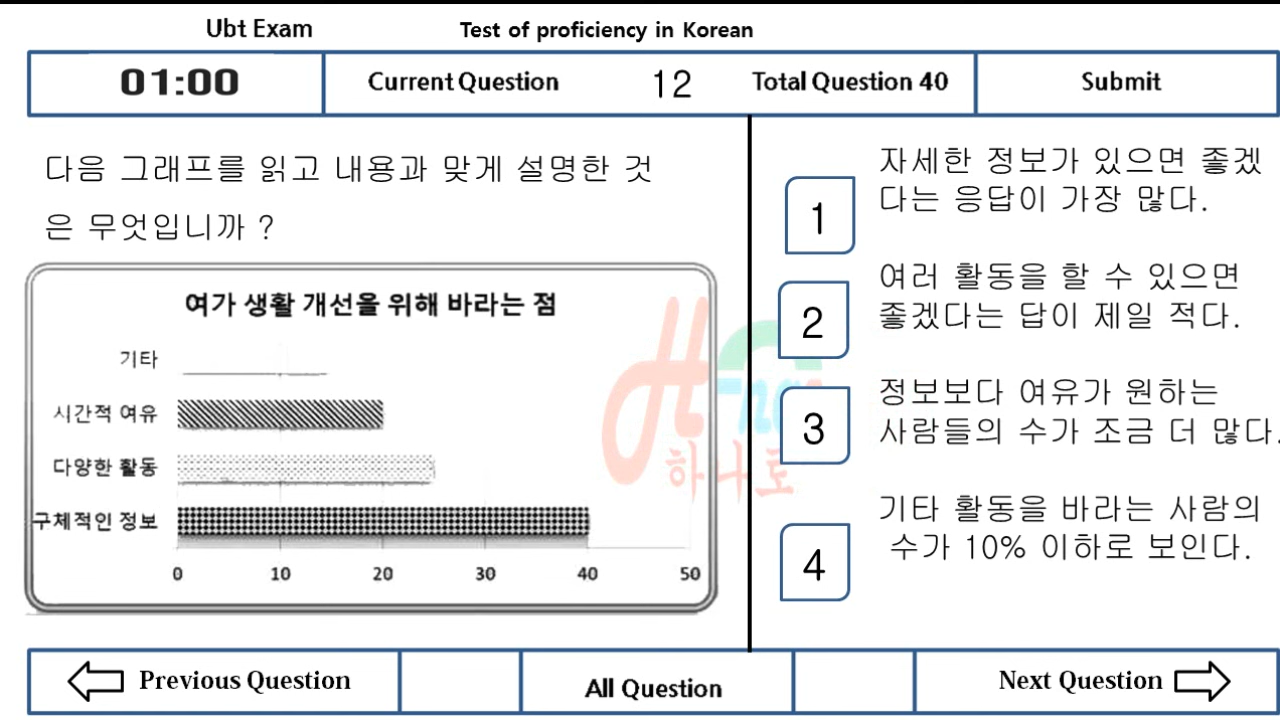 Ubt Exam
Test of proficiency in Korean
01:00
Current Question
12
Total Question 40
Submit
다음 그래프를 읽고 내용과 맞게 설명한 것
은 무엇입니까 ?
여가 생활 개선을 위해 바라는 점
기타
시간적 여유
다양한 활동
구체적인 정보
0 10 20 30 40 50
하나로
1
자세한 정보가 있으면 좋겠
다는 응답이 가장 많다.
2
여러 활동을 할 수 있으면
좋겠다는 답이 제일 적다.
3
정보보다 여유가 원하는
사람들의 수가 조금 더 많다.
4
기타 활동을 바라는 사람의
수가 10% 이하로 보인다.
Previous Question
All Question
Next Question